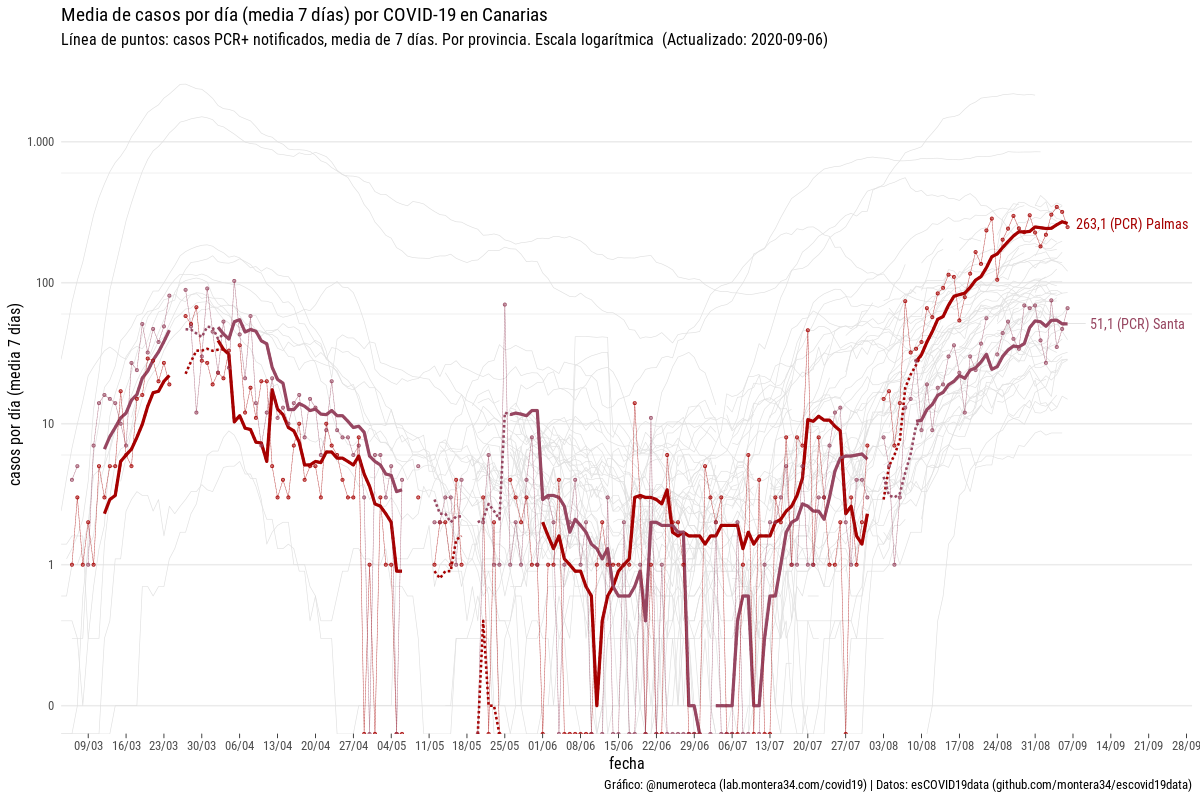 Media de casos por día (media 7 días) por COVID-19 en Canarias
Línea de puntos: casos PCR+ notificados, media de 7 días. Por provincia. Escala logarítmica (Actualizado: 2020-09-06)
casos por día (media 7 días)
1.000
100
10
1
0
263,1 (PCR) Palmas
51,1 (PCR) Santa
09/03 16/03 23/03 30/03 06/04 13/04 20/04 27/04 04/05 11/05 18/05 25/05 01/06 08/06 15/06 22/06 29/06 06/07 13/07 20/07 27/07 03/08 10/08 17/08 24/08 31/08 07/09 14/09 21/09 28/09
fecha
Gráfico: @numeroteca (lab.montera34.com/covid19) | Datos: esCOVID19data (github.com/montera34/escovid19data)